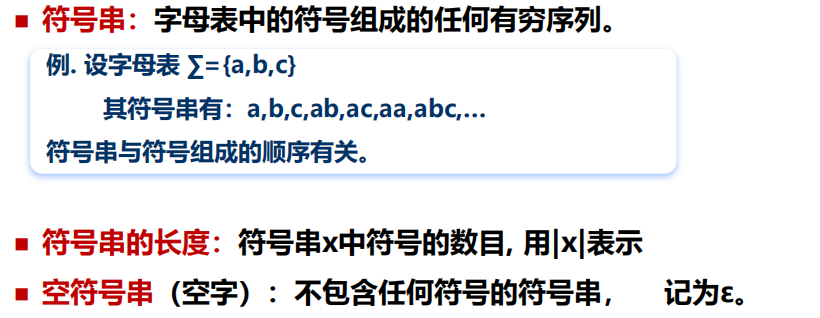 ■ 符号串：字母表中的符号组成的任何有穷序列。
例. 设字母表 ∑={a,b,c}
其符号串有：a,b,c,ab,ac,aa,abc,...
符号串与符号组成的顺序有关。
■ 符号串的长度：符号串x中符号的数目, 用|x|表示
■ 空符号串（空字）：不包含任何符号的符号串， 记为ε。